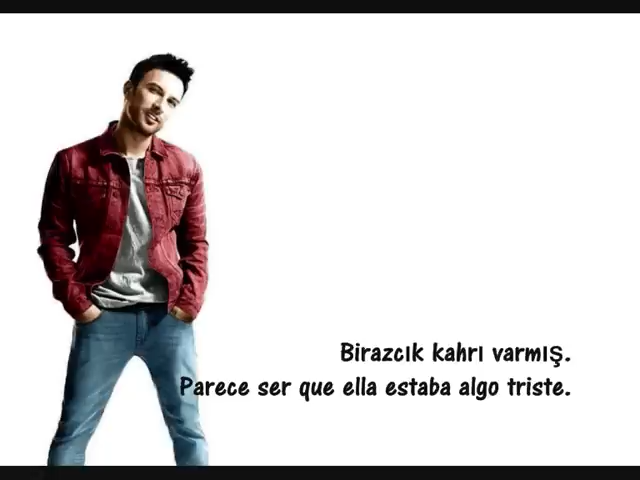 Birazcık kahrı varmış.
Parece ser que ella estaba algo triste.